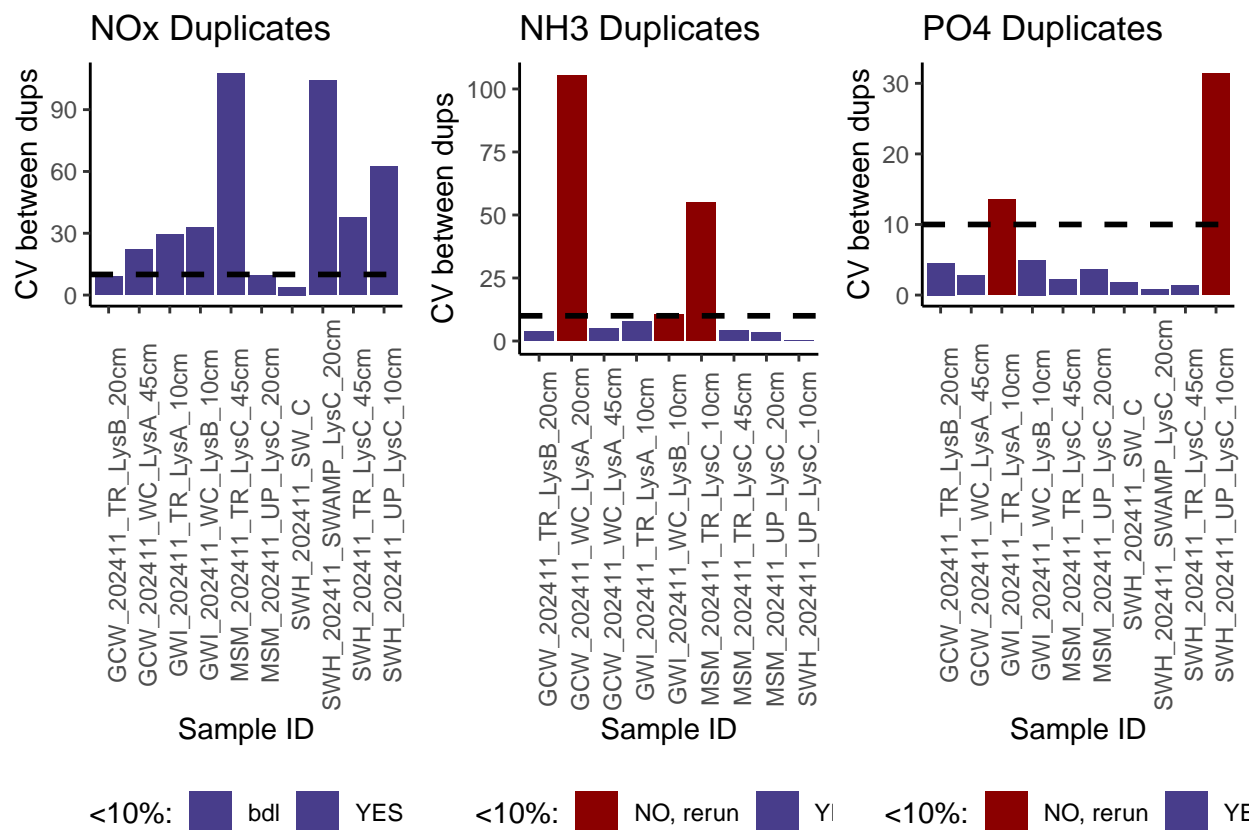 NOx Duplicates
CV between dups
90
60
30
0
GCW_202411_TR_LysB_20cm
GCW_202411_WC_LysA_45cm
GWI_202411_TR_LysA_10cm
GWI_202411_WC_LysB_10cm
MSM_202411_TR_LysC_45cm
MSM_202411_UP_LysC_20cm
SWH_202411_SW_C
SWH_202411_SWAMP_LysC_20cm
SWH_202411_TR_LysC_45cm
SWH_202411_UP_LysC_10cm
Sample ID
<10%: bdl YES
NH3 Duplicates
CV between dups
100
75
50
25
0
GCW_202411_TR_LysB_20cm
GCW_202411_WC_LysA_20cm
GCW_202411_WC_LysA_45cm
GWI_202411_TR_LysA_10cm
GWI_202411_WC_LysB_10cm
MSM_202411_TR_LysC_10cm
MSM_202411_TR_LysC_45cm
MSM_202411_UP_LysC_20cm
SWH_202411_UP_LysC_10cm
Sample ID
<10%: NO, rerun
PO4 Duplicates
CV between dups
30
20
10
0
GCW_202411_TR_LysB_20cm
GCW_202411_WC_LysA_45cm
GWI_202411_TR_LysA_10cm
GWI_202411_WC_LysB_10cm
MSM_202411_TR_LysC_45cm
MSM_202411_UP_LysC_20cm
SWH_202411_SW_C
SWH_202411_SWAMP_LysC_20cm
SWH_202411_TR_LysC_45cm
SWH_202411_UP_LysC_10cm
Sample ID
<10%: NO, rerun